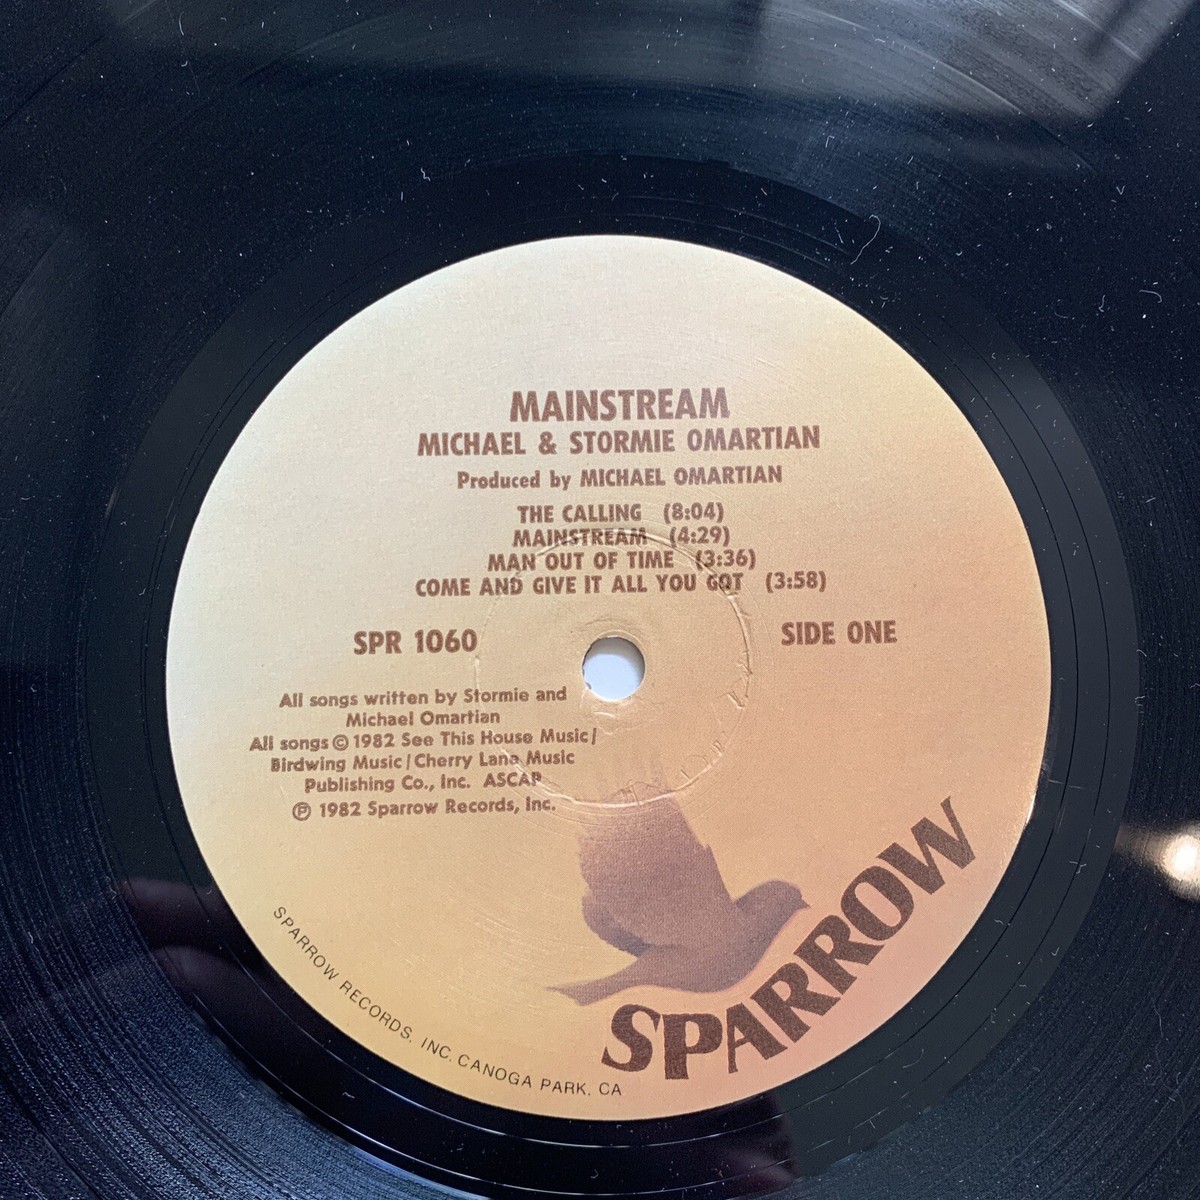 MAINSTREAM
MICHAEL & STORMIE OMARTIAN
Produced by MICHAEL OMARTIAN
THE CALLING (8:04)
MAINSTREAM (4:29)
MAN OUT OF TIME (3:36)
COME AND GIVE IT ALL YOU GOT (3:58)
SPR 1060
SIDE ONE
All songs written by Stormie and
Michael Omartian
All songs © 1982 See This House Music/
Birdwing Music/Cherry Lane Music
Publishing Co., Inc. ASCAP
℗ 1982 Sparrow Records, Inc.
SPARROW
SPARROW RECORDS, INC. CANOGA PARK, CA